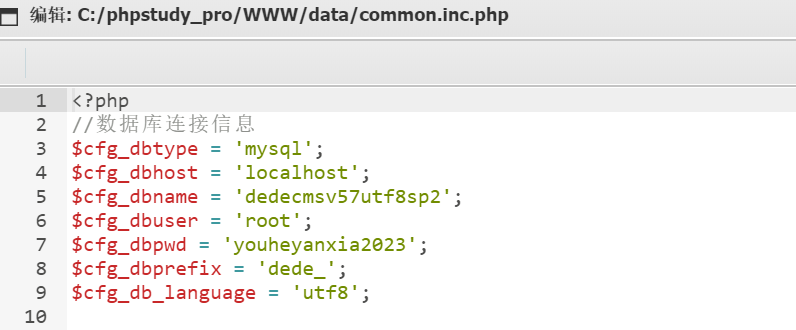 编辑: C:/phpstudy_pro/WWW/data/common.inc.php
1 <?php
2 //数据库连接信息
3 $cfg_dbtype = 'mysql';
4 $cfg_dbhost = 'localhost';
5 $cfg_dbname = 'dedecmsv57utf8sp2';
6 $cfg_dbuser = 'root';
7 $cfg_dbpwd = 'youheyanxia2023';
8 $cfg_dbprefix = 'dede_';
9 $cfg_db_language = 'utf8';
10